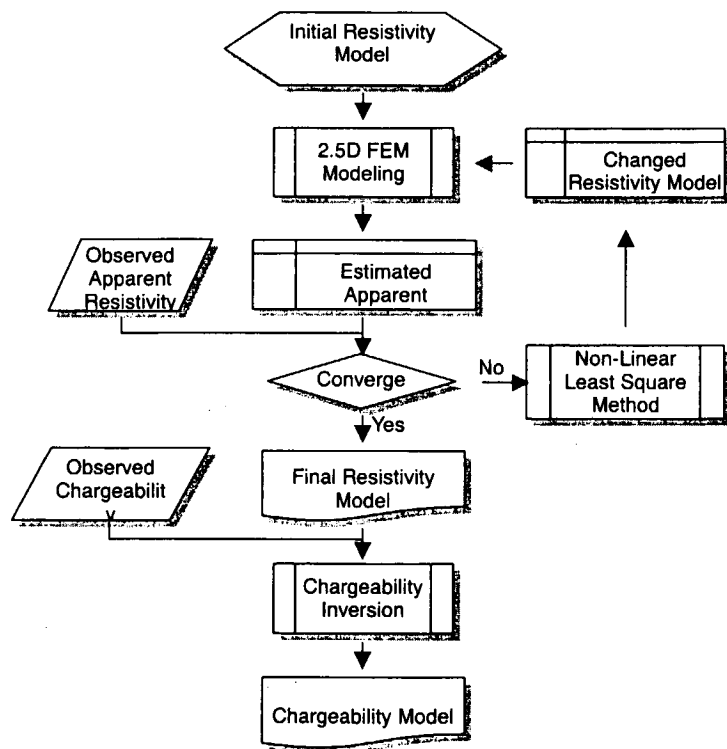 Initial Resistivity
Model
2.5D FEM
Modeling
Changed
Resistivity Model
Observed
Apparent
Resistivity
Estimated
Apparent
Converge
No
Non-Linear
Least Square
Method
Yes
Observed
Chargeabilit
y
Final Resistivity
Model
Chargeability
Inversion
Chargeability Model